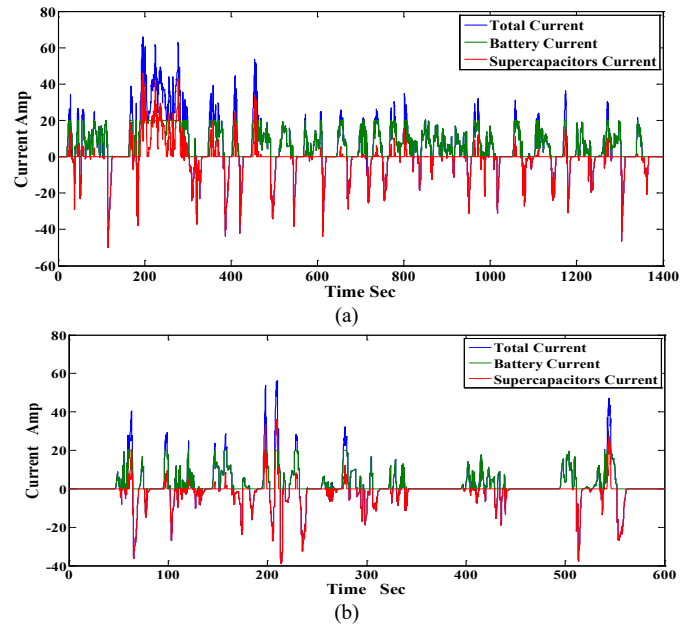 80
60
40
20
0
-20
-40
-60
Current Amp
Total Current
Battery Current
Supercapacitors Current
0 200 400 600 800 1000 1200 1400
Time Sec
(a)
80
60
40
20
0
-20
-40
Current Amp
Total Current
Battery Current
Supercapacitors Current
0 100 200 300 400 500 600
Time Sec
(b)